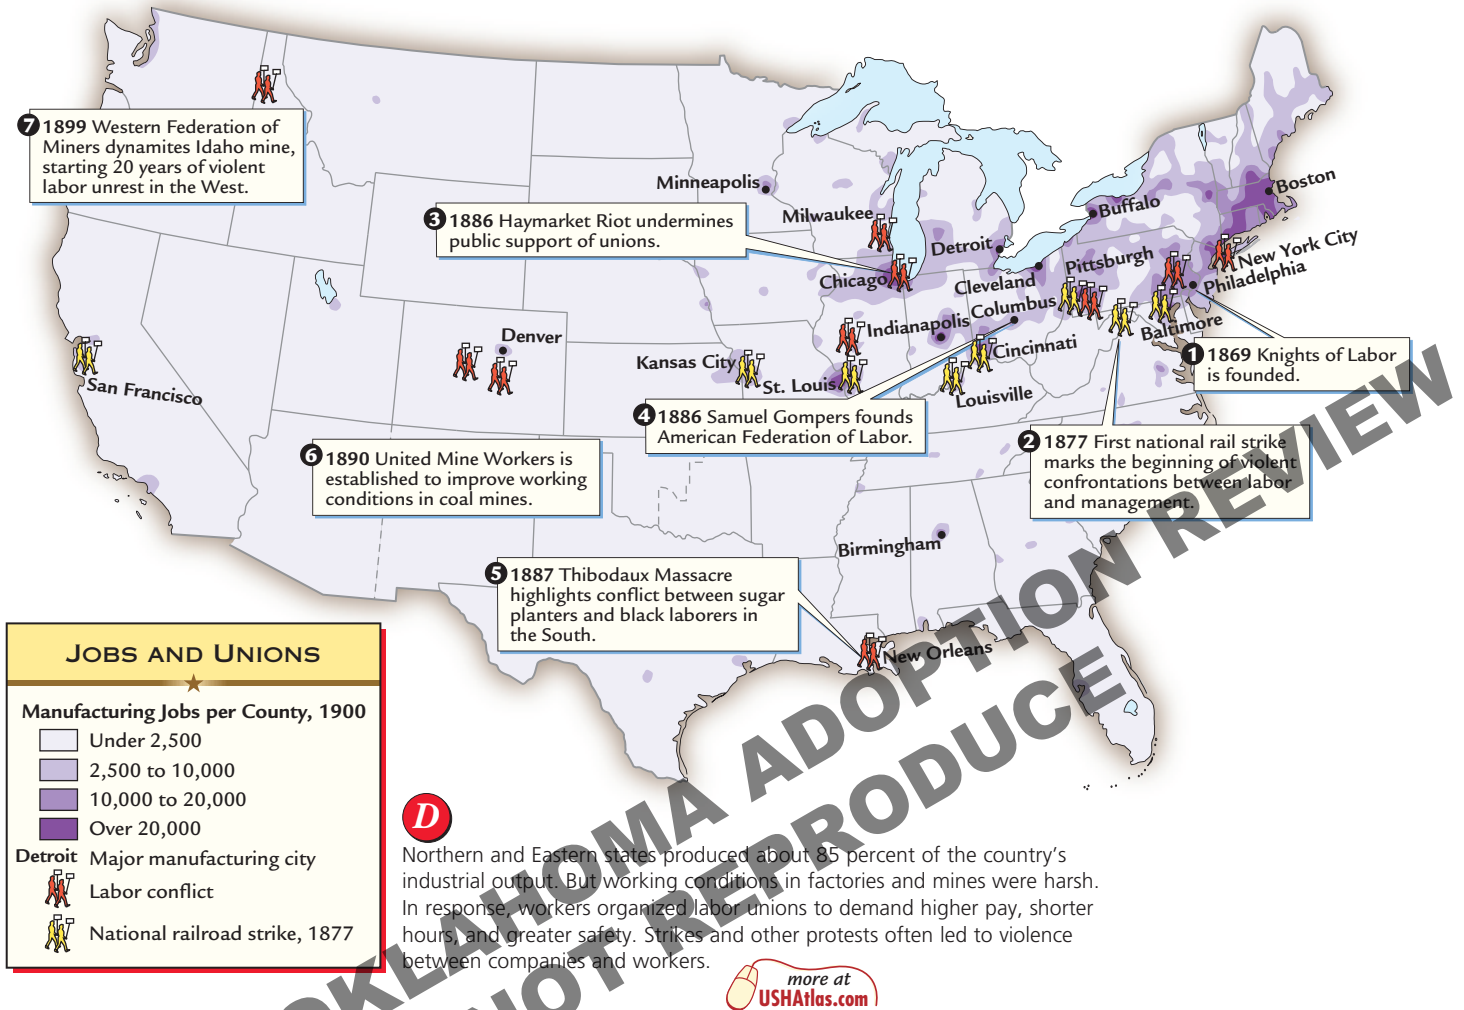 7 1899 Western Federation of
Miners dynamites Idaho mine,
starting 20 years of violent
labor unrest in the West.
Minneapolis
Milwaukee
3 1886 Haymarket Riot undermines
public support of unions.
Chicago
Detroit
Buffalo
Boston
Cleveland
Pittsburgh
New York City
Philadelphia
Indianapolis
Columbus
Baltimore
Cincinnati
Louisville
Denver
Kansas City
St. Louis
San Francisco
1 1869 Knights of Labor
is founded.
4 1886 Samuel Gompers founds
American Federation of Labor.
2 1877 First national rail strike
marks the beginning of violent
confrontations between labor
and management.
6 1890 United Mine Workers is
established to improve working
conditions in coal mines.
Birmingham
5 1887 Thibodaux Massacre
highlights conflict between sugar
planters and black laborers in
the South.
New Orleans
JOBS AND UNIONS
Manufacturing Jobs per County, 1900
Under 2,500
2,500 to 10,000
10,000 to 20,000
Over 20,000
Detroit Major manufacturing city
Labor conflict
National railroad strike, 1877
D
Northern and Eastern states produced about 85 percent of the country's
industrial output. But working conditions in factories and mines were harsh.
In response, workers organized labor unions to demand higher pay, shorter
hours, and greater safety. Strikes and other protests often led to violence
between companies and workers.
more at
USHAtlas.com
OKLAHOMA ADOPTION REVIEW
NOT REPRODUCE